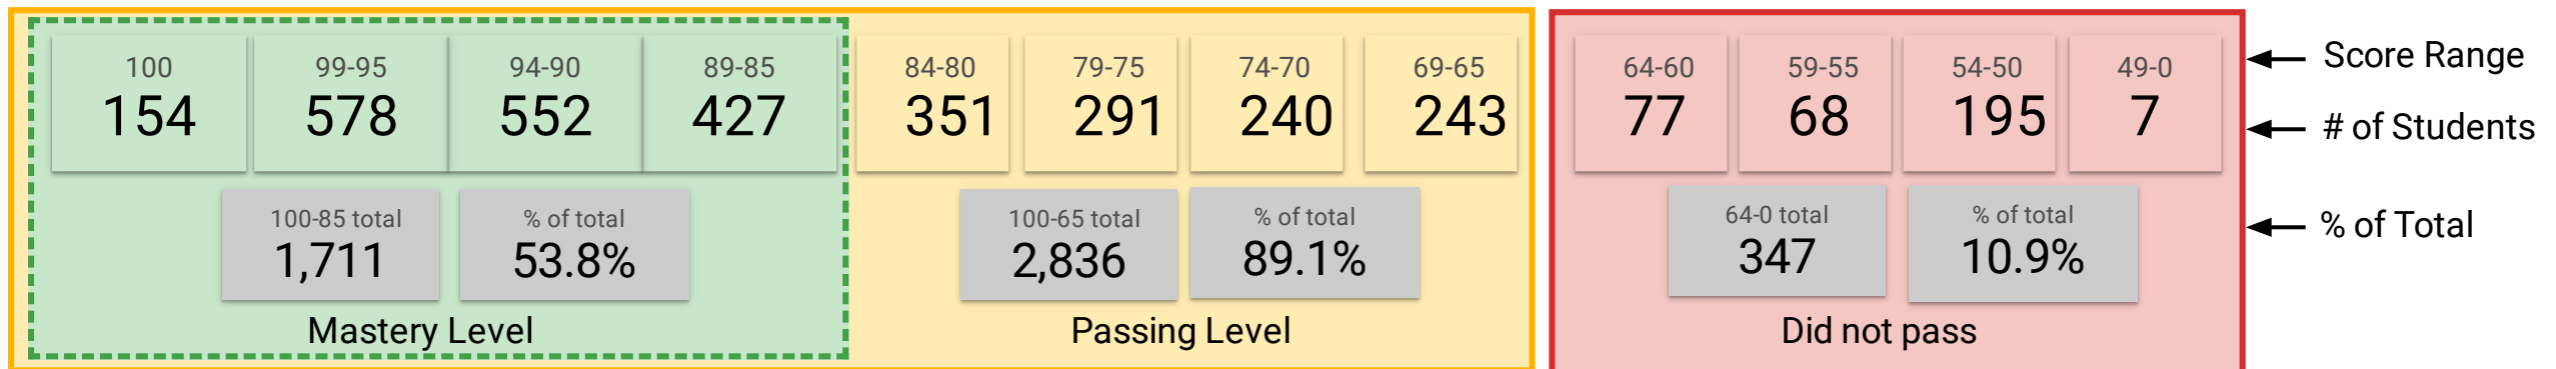 100
154
99-95
578
94-90
552
89-85
427
84-80
351
79-75
291
74-70
240
69-65
243
64-60
77
59-55
68
54-50
195
49-0
7
Score Range
# of Students
100-85 total
1,711
% of total
53.8%
100-65 total
2,836
% of total
89.1%
64-0 total
347
% of total
10.9%
% of Total
Mastery Level
Passing Level
Did not pass